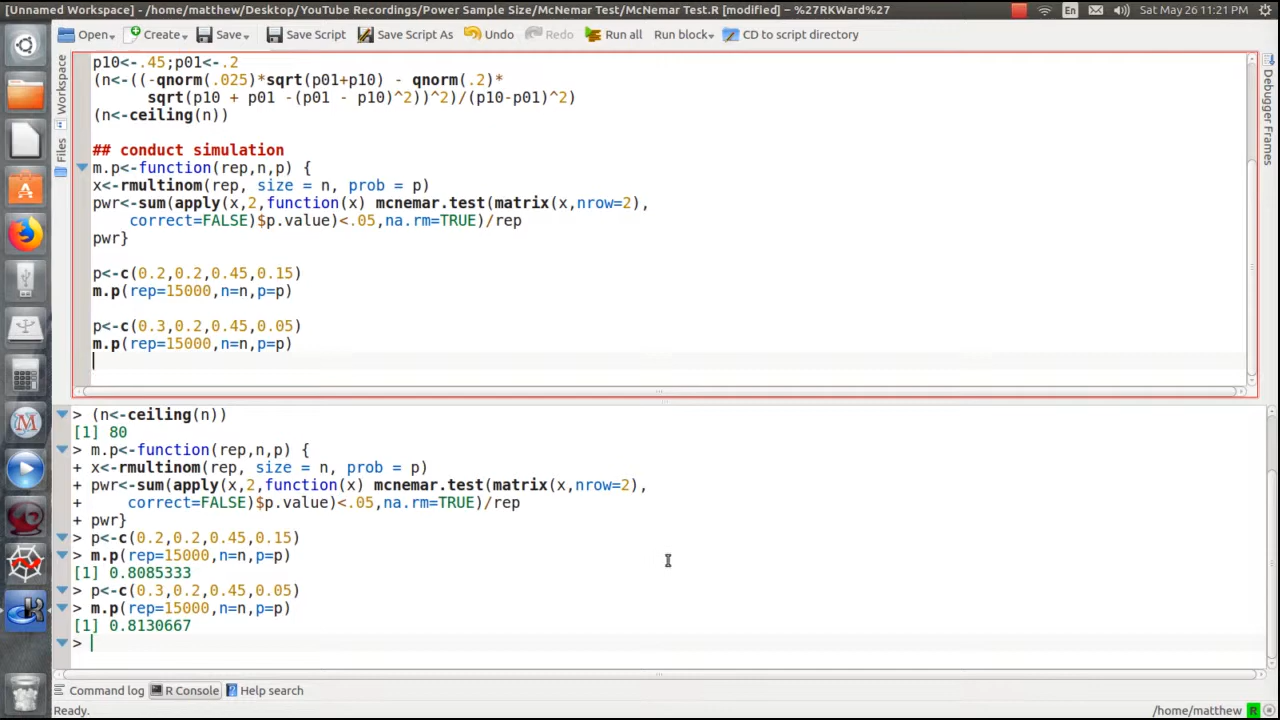 [Unnamed Workspace] - /home/matthew/Desktop/YouTube Recordings/Power Sample Size/McNemar Test/McNemar Test.R [modified] – %27RKWard%27
En
Sat May 26 11:21 PM
Open
Create
Save
Save Script
Save Script As
Undo
Redo
Run all
Run block
CD to script directory
Workspace
Files
Debugger Frames
p10<-.45;p01<-.2
(n<-((-qnorm(.025)*sqrt(p01+p10) - qnorm(.2)*
sqrt(p10 + p01 -(p01 - p10)^2))^2)/(p10-p01)^2)
(n<-ceiling(n))
## conduct simulation
m.p<-function(rep,n,p) {
x<-rmultinom(rep, size = n, prob = p)
pwr<-sum(apply(x,2,function(x) mcnemar.test(matrix(x,nrow=2),
correct=FALSE)$p.value)<.05,na.rm=TRUE)/rep
pwr}
p<-c(0.2,0.2,0.45,0.15)
m.p(rep=15000,n=n,p=p)
p<-c(0.3,0.2,0.45,0.05)
m.p(rep=15000,n=n,p=p)
> (n<-ceiling(n))
[1] 80
> m.p<-function(rep,n,p) {
+ x<-rmultinom(rep, size = n, prob = p)
+ pwr<-sum(apply(x,2,function(x) mcnemar.test(matrix(x,nrow=2),
+ correct=FALSE)$p.value)<.05,na.rm=TRUE)/rep
+ pwr}
> p<-c(0.2,0.2,0.45,0.15)
> m.p(rep=15000,n=n,p=p)
[1] 0.8085333
> p<-c(0.3,0.2,0.45,0.05)
> m.p(rep=15000,n=n,p=p)
[1] 0.8130667
>
Command log
R Console
Help search
Ready.
/home/matthew
R